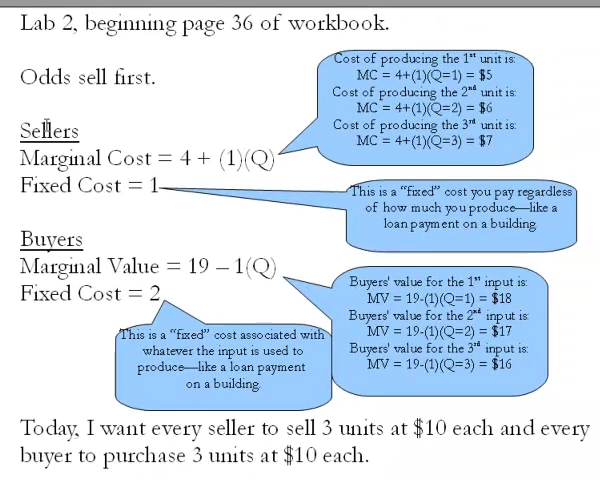 Lab 2, beginning page 36 of workbook.
Odds sell first.
Sellers
Marginal Cost = 4 + (1)(Q)
Fixed Cost = 1
Cost of producing the 1st unit is:
MC = 4+(1)(Q=1) = $5
Cost of producing the 2nd unit is:
MC = 4+(1)(Q=2) = $6
Cost of producing the 3rd unit is:
MC = 4+(1)(Q=3) = $7
This is a “fixed” cost you pay regardless
of how much you produce—like a
loan payment on a building.
Buyers
Marginal Value = 19 – 1(Q)
Fixed Cost = 2
Buyers' value for the 1st input is:
MV = 19-(1)(Q=1) = $18
Buyers' value for the 2nd input is:
MV = 19-(1)(Q=2) = $17
Buyers' value for the 3rd input is:
MV = 19-(1)(Q=3) = $16
This is a “fixed” cost associated with
whatever the input is used to
produce—like a loan payment
on a building.
Today, I want every seller to sell 3 units at $10 each and every
buyer to purchase 3 units at $10 each.